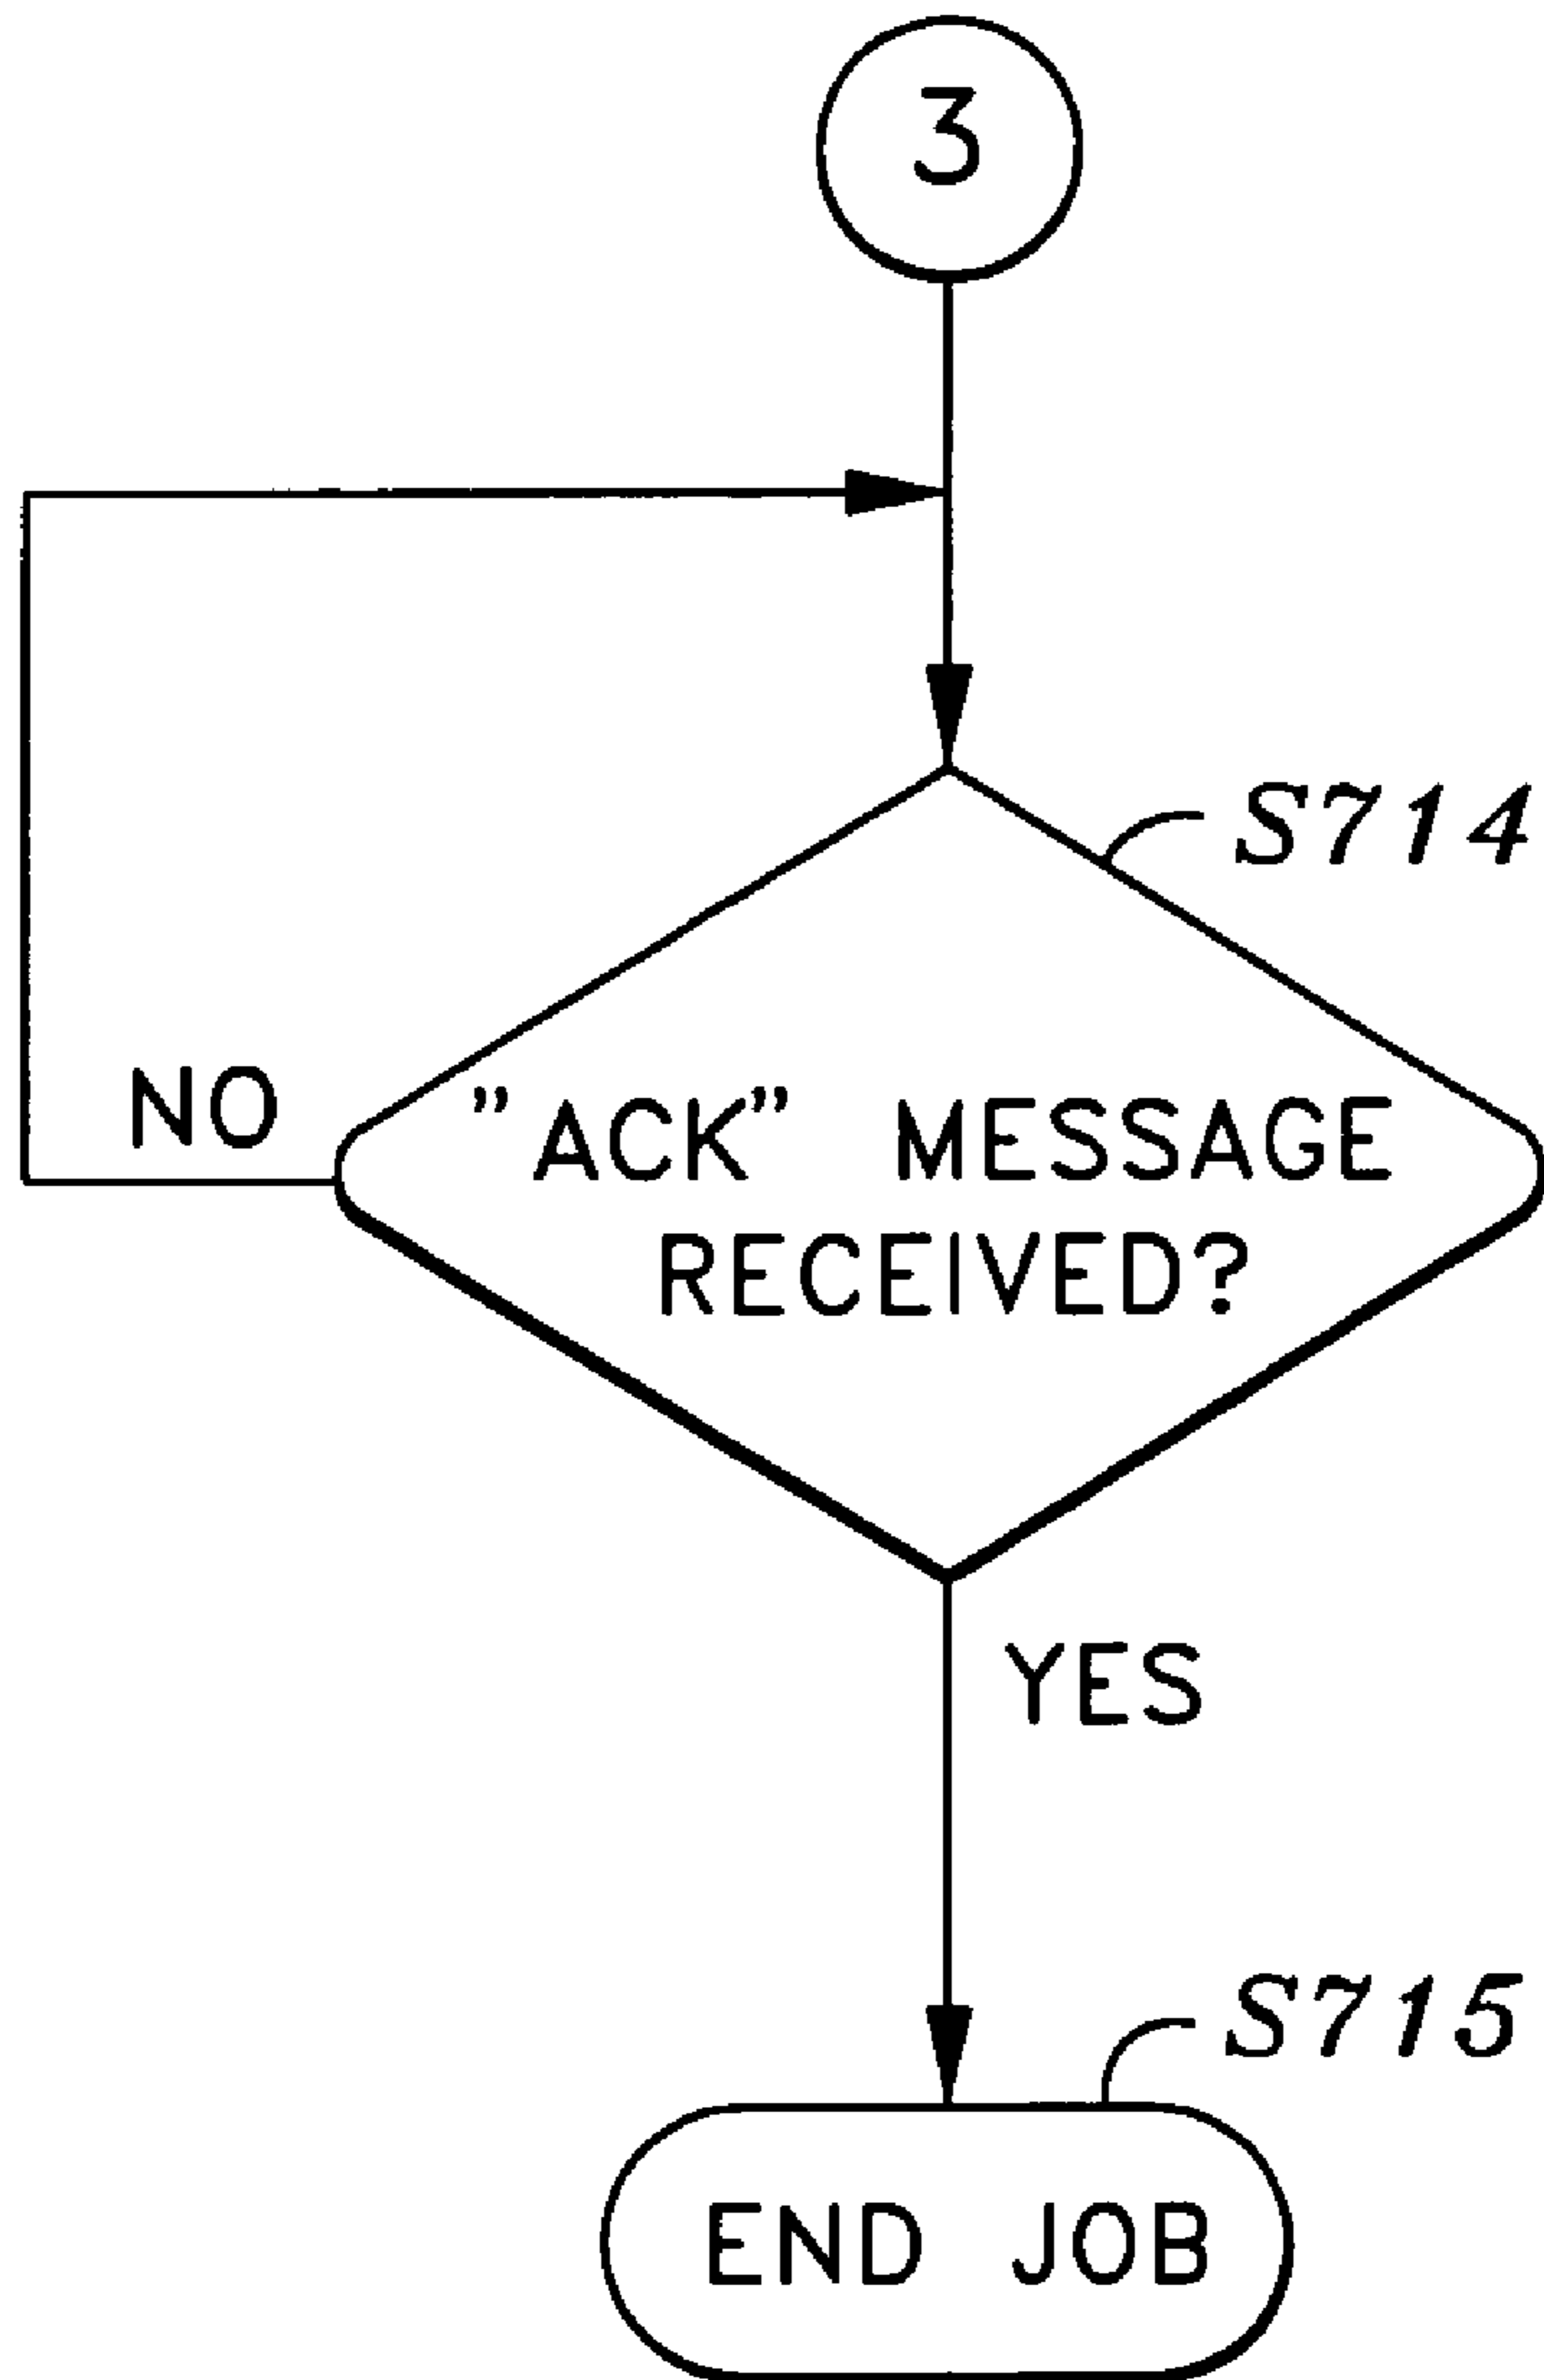 3
S714
NO
"ACK" MESSAGE
RECEIVED?
YES
S715
END JOB